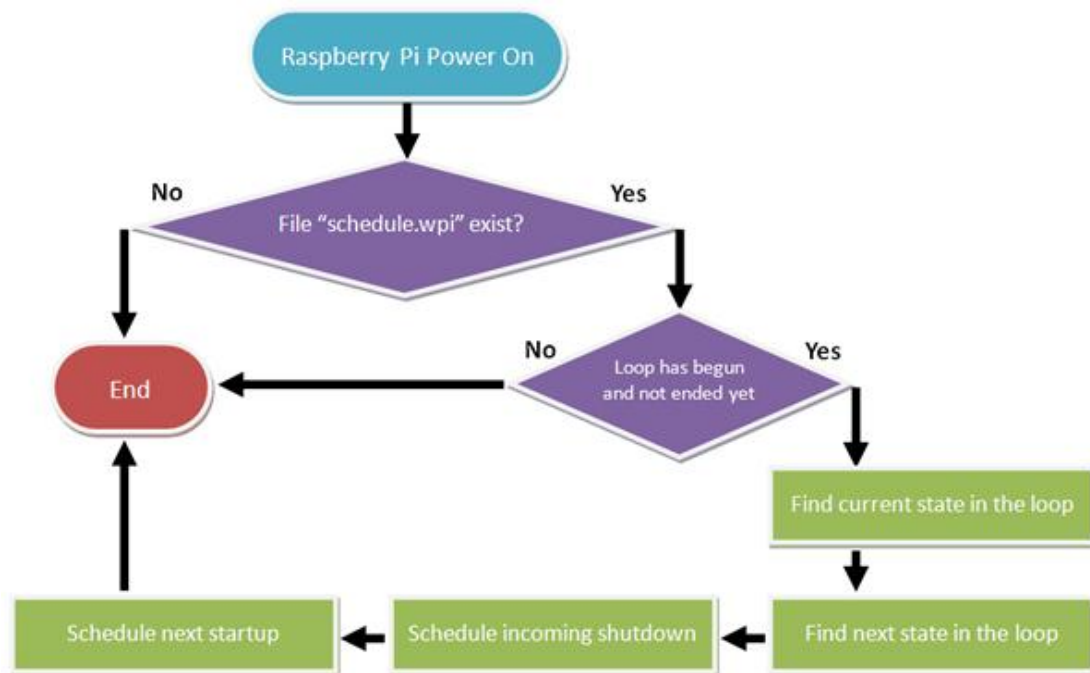 Raspberry Pi Power On
No
Yes
File “schedule.wpi” exist?
No
Yes
Loop has begun
and not ended yet
End
Find current state in the loop
Schedule next startup
Schedule incoming shutdown
Find next state in the loop